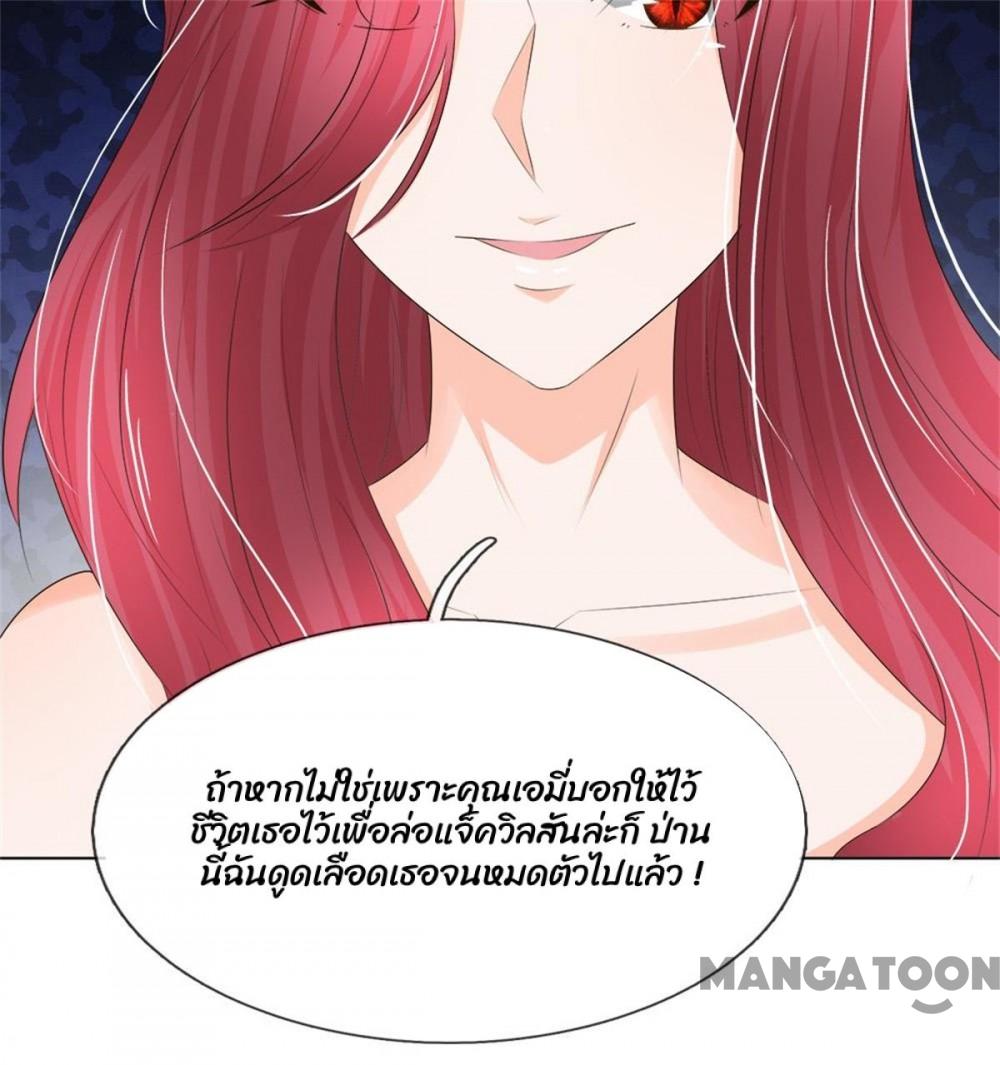 ถ้าหากไม่ใช่เพราะคุณเอมี่บอกให้ไว้
ชีวิตเธอไว้เพื่อล่อแจ็ควิลสันล่ะก็ ป่าน
นี้ฉันดูดเลือดเธอจนหมดตัวไปแล้ว !
MANGATOON